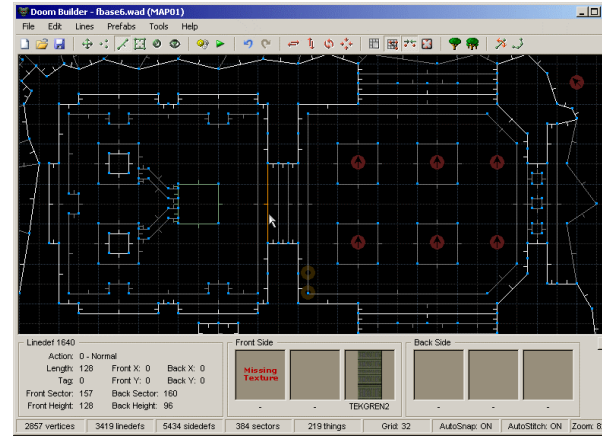 Doom Builder - fbase6.wad (MAP01)
File Edit Lines Prefabs Tools Help
Linedef 1640
Action: 0 - Normal
Length: 128 Front X: 0 Back X: 0
Tag: 0 Front Y: 0 Back Y: 0
Front Sector: 157 Back Sector: 160
Front Height: 128 Back Height: 96
Front Side
Missing
Texture
- - TEKGREN2
Back Side
- - -
2857 vertices 3419 linedefs 5434 sidedefs 384 sectors 219 things Grid: 32 AutoSnap: ON AutoStitch: ON Zoom: 8